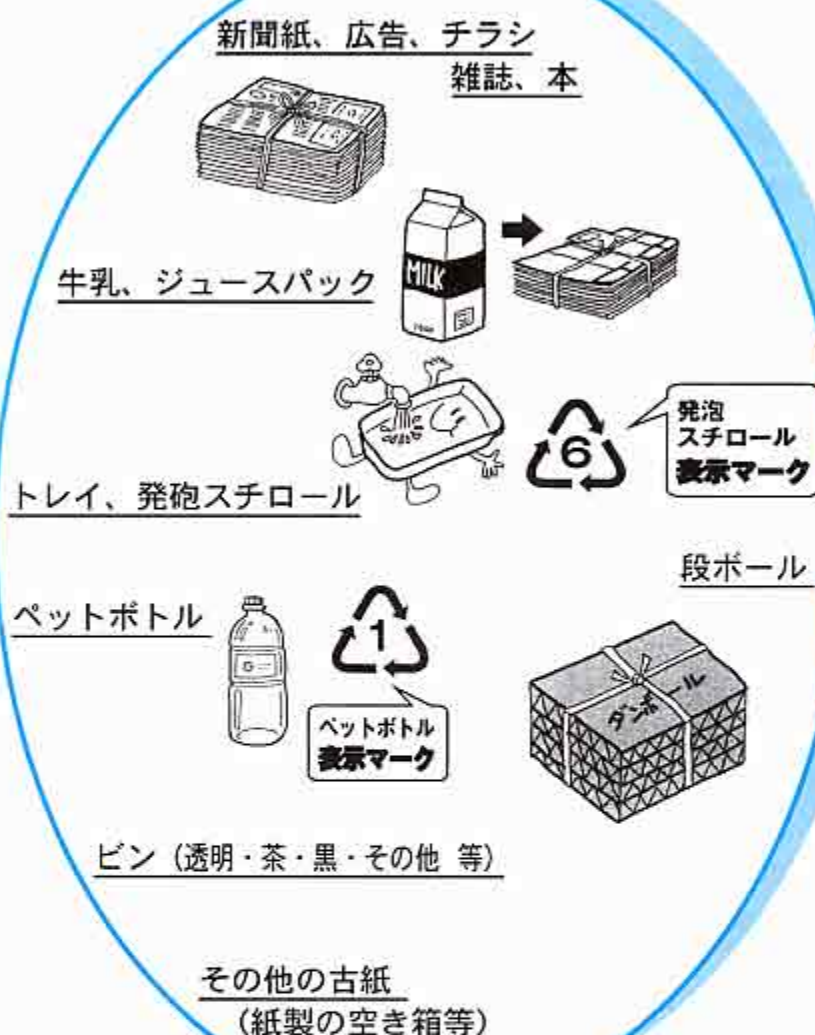 新聞紙、広告、チラシ
雑誌、本
MILK
牛乳、ジュースパック
6
発泡
スチロール
表示マーク
トレイ、発砲スチロール
段ボール
ペットボトル
1
ペットボトル
表示マーク
ダンボール
ビン（透明・茶・黒・その他 等）
その他の古紙
（紙製の空き箱等）